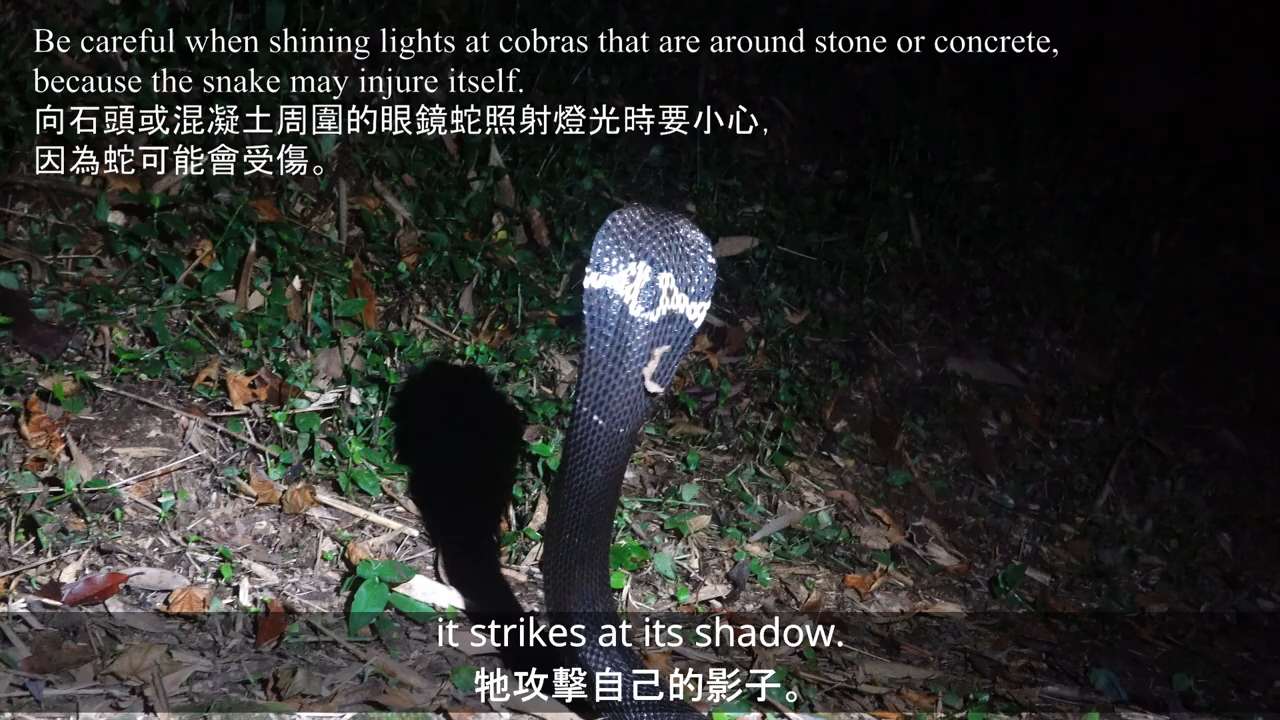 Be careful when shining lights at cobras that are around stone or concrete,
because the snake may injure itself.
向石頭或混凝土周圍的眼鏡蛇照射燈光時要小心,
因為蛇可能會受傷。
it strikes at its shadow.
牠攻擊自己的影子。